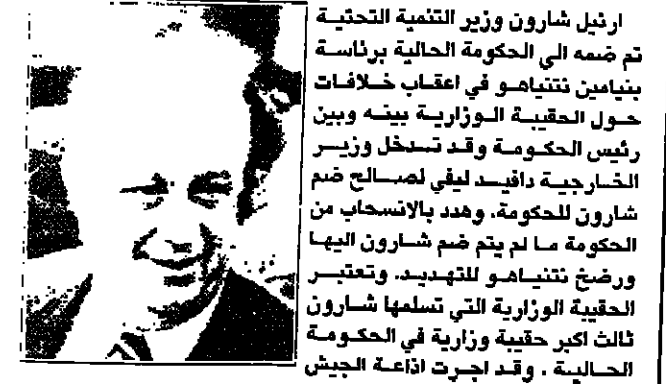 ارئيل شارون وزير التنمية التحتية
تم ضمه الي الحكومة الحالية برئاسة
بنيامين نتنياهو في اعقاب خلافات
حول الحقيبة الوزارية بينه وبين
رئيس الحكومة وقد تدخل وزير
الخارجية دافيد ليفي لصالح ضم
شارون للحكومة، وهدد بالانسحاب من
الحكومة ما لم يتم ضم شارون اليها
ورضخ نتنياهو للتهديد. وتعتبر
الحقيبة الوزارية التي تسلمها شارون
ثالث اكبر حقيبة وزارية في الحكومة
الحالية . وقد اجرت اذاعة الجيش